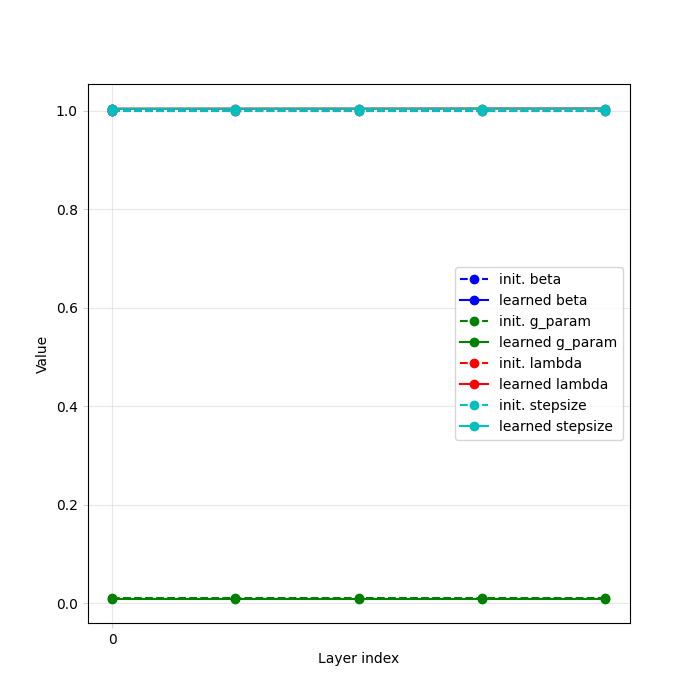 1.0
0.8
0.6
0.4
0.2
0.0
Value
init. beta
learned beta
init. g_param
learned g_param
init. lambda
learned lambda
init. stepsize
learned stepsize
0
Layer index